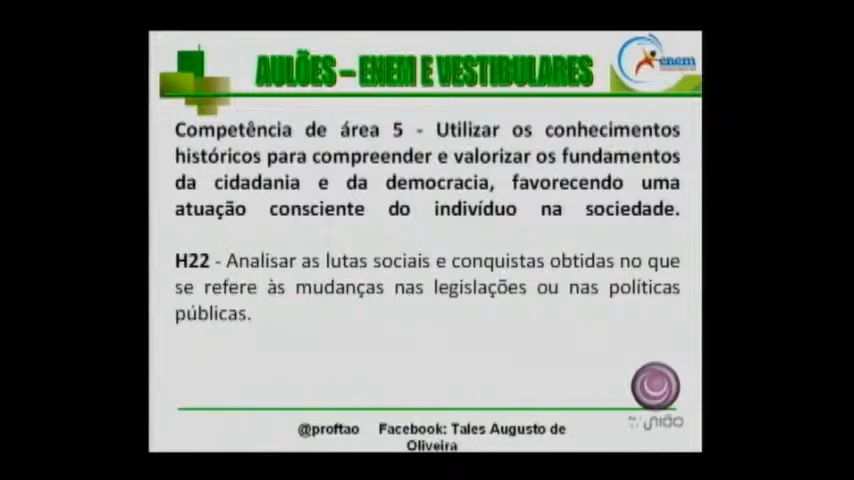 AULÕES – ENEM E VESTIBULARES
enem
Competência de área 5 - Utilizar os conhecimentos
históricos para compreender e valorizar os fundamentos
da cidadania e da democracia, favorecendo uma
atuação consciente do indivíduo na sociedade.
H22 - Analisar as lutas sociais e conquistas obtidas no que
se refere às mudanças nas legislações ou nas políticas
públicas.
união
@proftao Facebook: Tales Augusto de
Oliveira